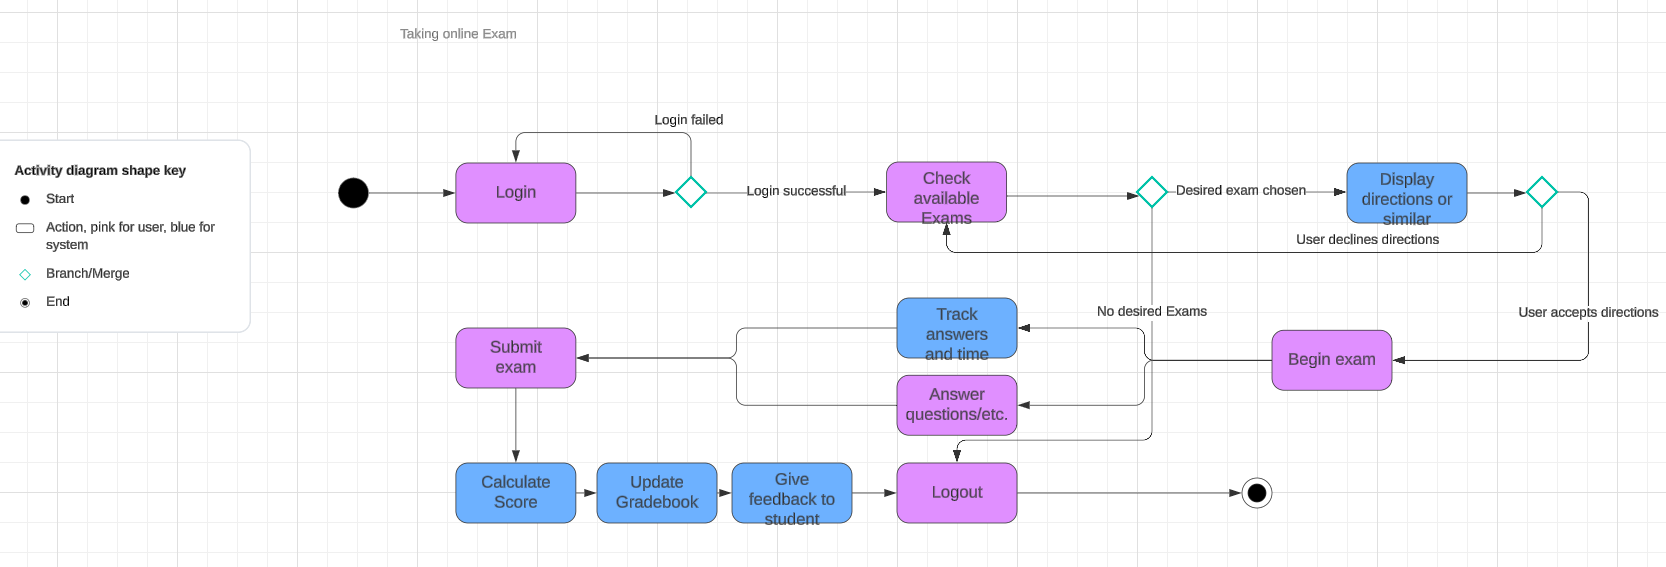 Taking online Exam
Login failed
Activity diagram shape key
Start
Action, pink for user, blue for
system
Branch/Merge
End
Login
Login successful
Check
available
Exams
Desired exam chosen
Display
directions or
similar
User declines directions
No desired Exams
User accepts directions
Track
answers
and time
Submit
exam
Begin exam
Answer
questions/etc.
Calculate
Score
Update
Gradebook
Give
feedback to
student
Logout